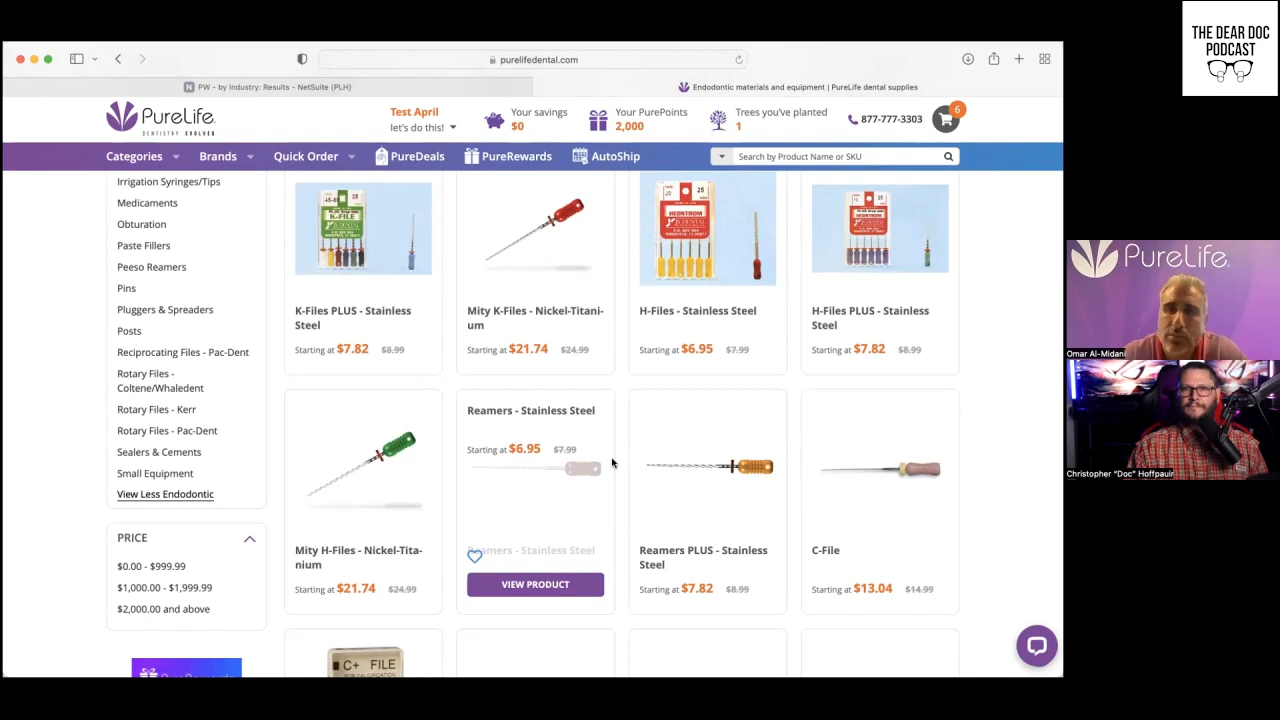 THE DEAR DOC
PODCAST
purelifedental.com
PW - by Industry: Results - NetSuite (PLH)
Endodontic materials and equipment | PureLife dental supplies
PureLife.
DENTISTRY EVOLVED
Test April
let's do this!
Your savings
$0
Your PurePoints
2,000
Trees you've planted
1
877-777-3303
6
Categories
Brands
Quick Order
PureDeals
PureRewards
AutoShip
Search by Product Name or SKU
Irrigation Syringes/Tips
Medicaments
Obturation
Paste Fillers
Peeso Reamers
Pins
Pluggers & Spreaders
Posts
Reciprocating Files - Pac-Dent
Rotary Files -
Coltene/Whaledent
Rotary Files - Kerr
Rotary Files - Pac-Dent
Sealers & Cements
Small Equipment
View Less Endodontic
PRICE
$0.00 - $999.99
$1,000.00 - $1,999.99
$2,000.00 and above
K-FILE
25
K-Files PLUS - Stainless
Steel
Starting at $7.82 $8.99
Mity K-Files - Nickel-Titani-
um
Starting at $21.74 $24.99
25
HEDSTROM
H-Files - Stainless Steel
Starting at $6.95 $7.99
25
HEDSTROM
H-Files PLUS - Stainless
Steel
Starting at $7.82 $8.99
Mity H-Files - Nickel-Tita-
nium
Starting at $21.74 $24.99
Reamers - Stainless Steel
Starting at $6.95 $7.99
Reamers - Stainless Steel
VIEW PRODUCT
Reamers PLUS - Stainless
Steel
Starting at $7.82 $8.99
C-File
Starting at $13.04 $14.99
C+ FILE
PureLife.
Omar Al-Midani
Christopher "Doc" Hoffpauir